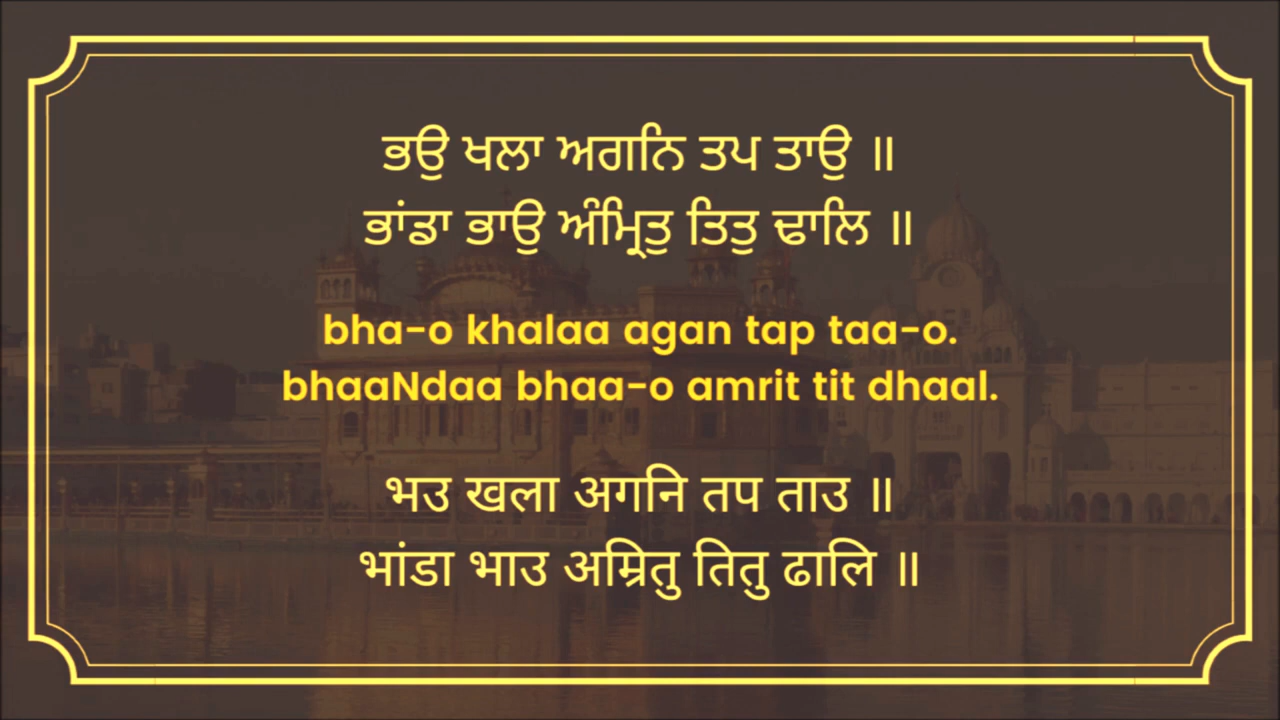 ਭਉ ਖਲਾ ਅਗਨਿ ਤਪ ਤਾਉ ॥
ਭਾਂਡਾ ਭਾਉ ਅੰਮ੍ਰਿਤੁ ਤਿਤੁ ਢਾਲਿ ॥
bha-o khalaa agan tap taa-o.
bhaaNdaa bhaa-o amrit tit dhaal.
भउ खला अगनि तप ताउ ॥
भांडा भाउ अम्रितु तितु ढालि ॥